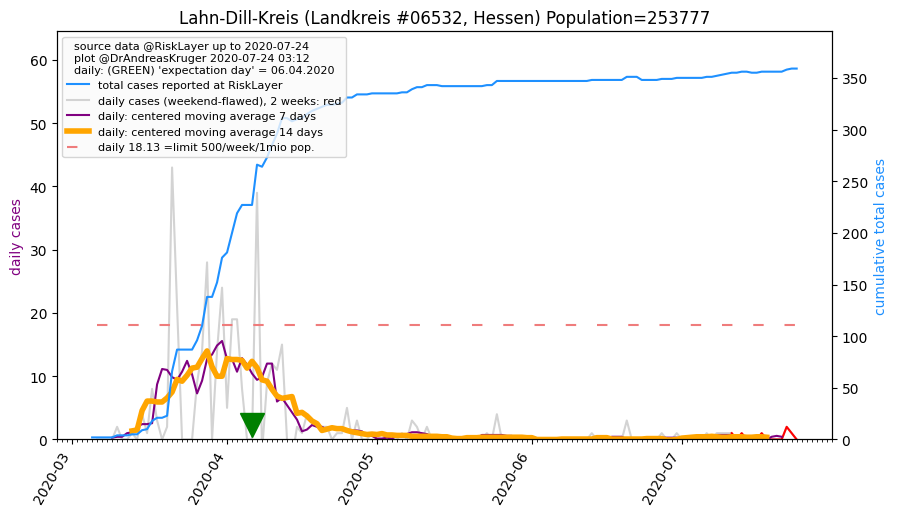 Lahn-Dill-Kreis (Landkreis #06532, Hessen) Population=253777
source data @RiskLayer up to 2020-07-24
plot @DrAndreasKruger 2020-07-24 03:12
daily: (GREEN) 'expectation day' = 06.04.2020
total cases reported at RiskLayer
daily cases (weekend-flawed), 2 weeks: red
daily: centered moving average 7 days
daily: centered moving average 14 days
daily 18.13 =limit 500/week/1mio pop.
daily cases
60
50
40
30
20
10
0
cumulative total cases
350
300
250
200
150
100
50
0
2020-03
2020-04
2020-05
2020-06
2020-07